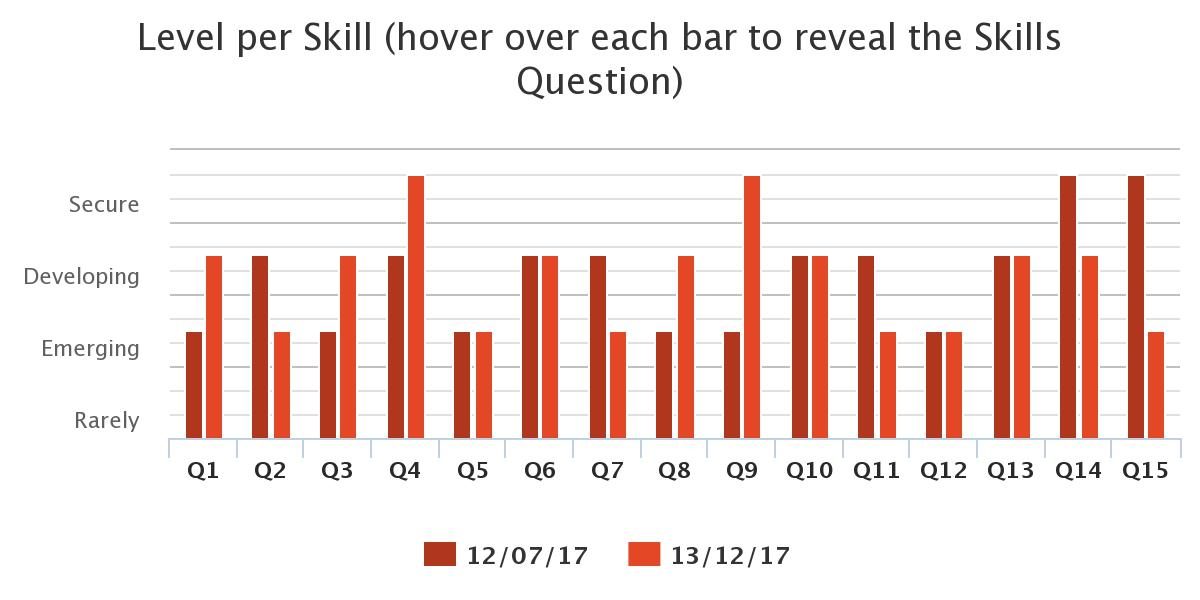 Level per Skill (hover over each bar to reveal the Skills
Question)
Secure
Developing
Emerging
Rarely
Q1 Q2 Q3 Q4 Q5 Q6 Q7 Q8 Q9 Q10 Q11 Q12 Q13 Q14 Q15
12/07/17 13/12/17